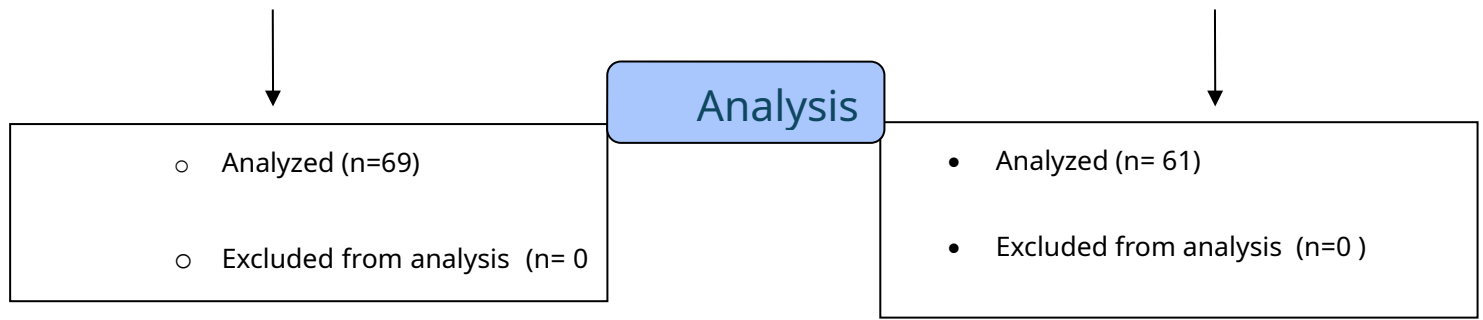 Analysis
○ Analyzed (n=69)
○ Excluded from analysis (n= 0
• Analyzed (n= 61)
• Excluded from analysis (n=0 )